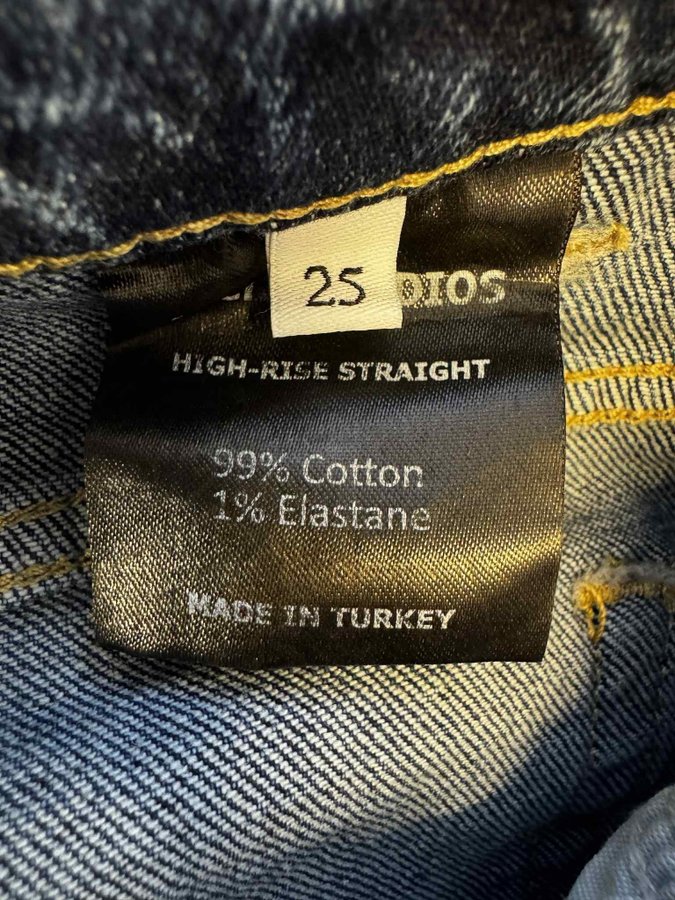 25
HIGH-RISE STRAIGHT
99% Cotton
1% Elastane
MADE IN TURKEY